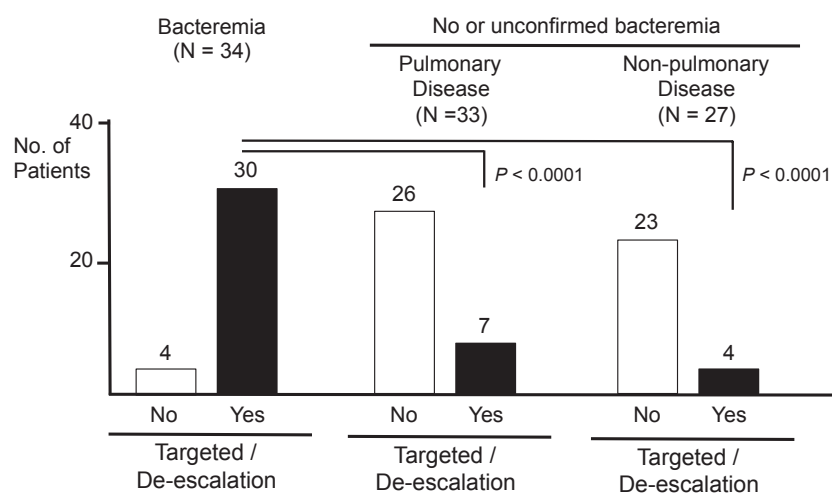 Bacteremia
(N = 34)
No or unconfirmed bacteremia
Pulmonary
Disease
(N =33)
Non-pulmonary
Disease
(N = 27)
No. of
Patients
40
20
P < 0.0001
P < 0.0001
4
30
26
7
23
4
No
Yes
No
Yes
No
Yes
Targeted /
De-escalation
Targeted /
De-escalation
Targeted /
De-escalation